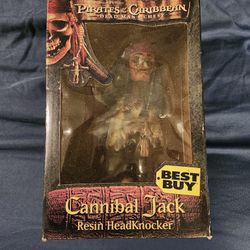 PIRATES of the CARIBBEAN
DEAD MAN'S CHEST
BEST
BUY
Cannibal Jack
Resin HeadKnocker